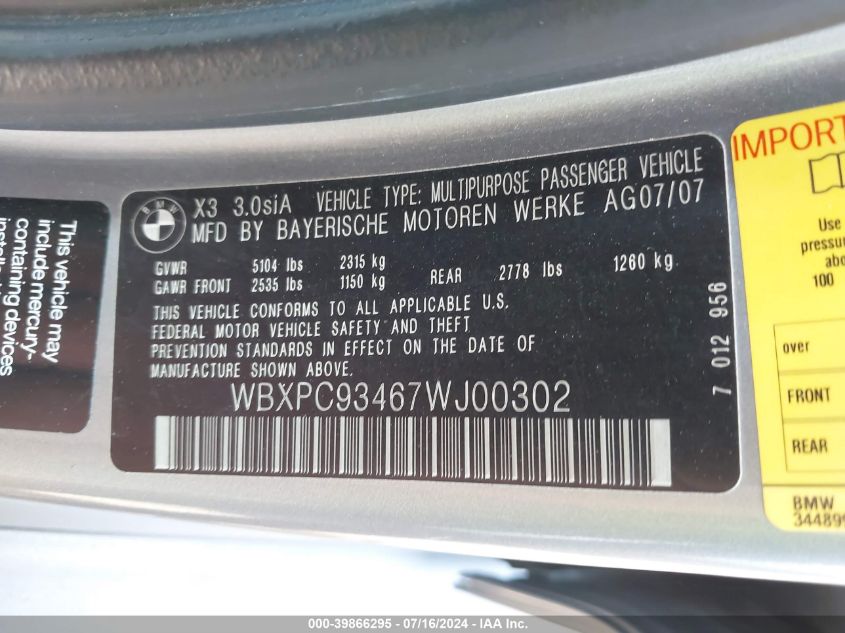 This vehicle may
include mercury-
containing devices
BMW
X3 3.0siA VEHICLE TYPE: MULTIPURPOSE PASSENGER VEHICLE
MFD BY BAYERISCHE MOTOREN WERKE AG07/07
GVWR 5104 lbs 2315 kg
GAWR FRONT 2535 lbs 1150 kg REAR 2778 lbs 1260 kg
THIS VEHICLE CONFORMS TO ALL APPLICABLE U.S.
FEDERAL MOTOR VEHICLE SAFETY AND THEFT
PREVENTION STANDARDS IN EFFECT ON THE DATE OF
MANUFACTURE SHOWN ABOVE.
WBXPC93467WJ00302
7 012 956
IMPORT
Use
pressu
abo
100
over
FRONT
REAR
BMW
34489
000-39866295 - 07/16/2024 - IAA Inc.